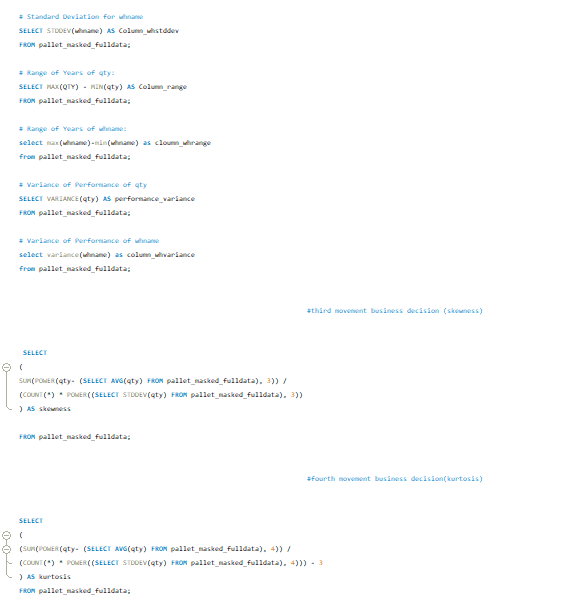 # Standard Deviation for whname
SELECT STDDEV(whname) AS Column_whstddev
FROM pallet_masked_fulldata;
# Range of Years of qty:
SELECT MAX(QTY) - MIN(qty) AS Column_range
FROM pallet_masked_fulldata;
# Range of Years of whname:
select max(whname)-min(whname) as cloumn_whrange
from pallet_masked_fulldata;
# Variance of Performance of qty
SELECT VARIANCE(qty) AS performance_variance
FROM pallet_masked_fulldata;
# Variance of Performance of whname
select variance(whname) as column_whvariance
from pallet_masked_fulldata;
#third movement business decision (skewness)
SELECT
(
SUM(POWER(qty- (SELECT AVG(qty) FROM pallet_masked_fulldata), 3)) /
(COUNT(*) * POWER((SELECT STDDEV(qty) FROM pallet_masked_fulldata), 3))
) AS skewness
FROM pallet_masked_fulldata;
#fourth movement business decision(kurtosis)
SELECT
(
(SUM(POWER(qty- (SELECT AVG(qty) FROM pallet_masked_fulldata), 4)) /
(COUNT(*) * POWER((SELECT STDDEV(qty) FROM pallet_masked_fulldata), 4))) - 3
) AS kurtosis
FROM pallet_masked_fulldata;